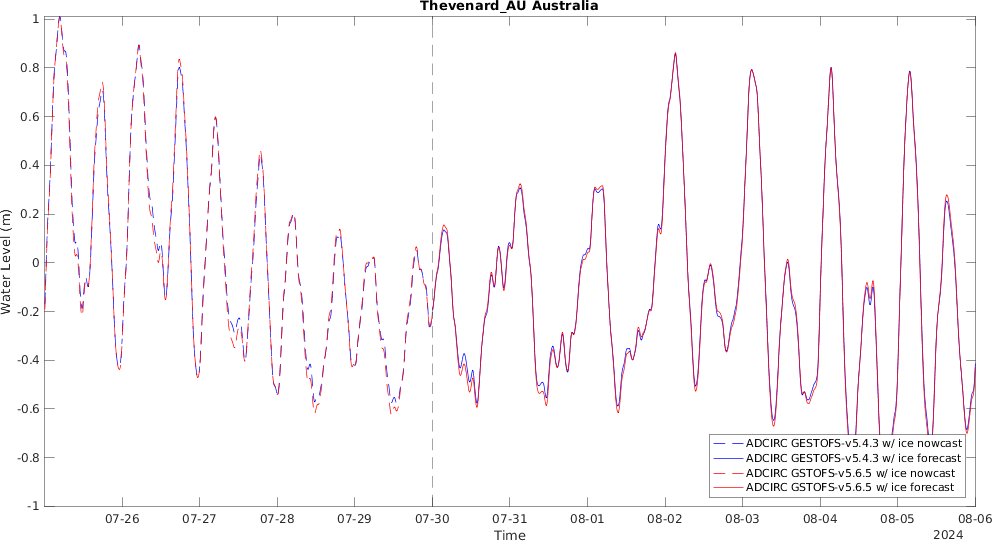 Thevenard_AU Australia
Water Level (m)
1
0.8
0.6
0.4
0.2
0
-0.2
-0.4
-0.6
-0.8
-1
ADCIRC GESTOFS-v5.4.3 w/ ice nowcast
ADCIRC GESTOFS-v5.4.3 w/ ice forecast
ADCIRC GSTOFS-v5.6.5 w/ ice nowcast
ADCIRC GSTOFS-v5.6.5 w/ ice forecast
07-26 07-27 07-28 07-29 07-30 07-31 08-01 08-02 08-03 08-04 08-05 08-06
Time
2024